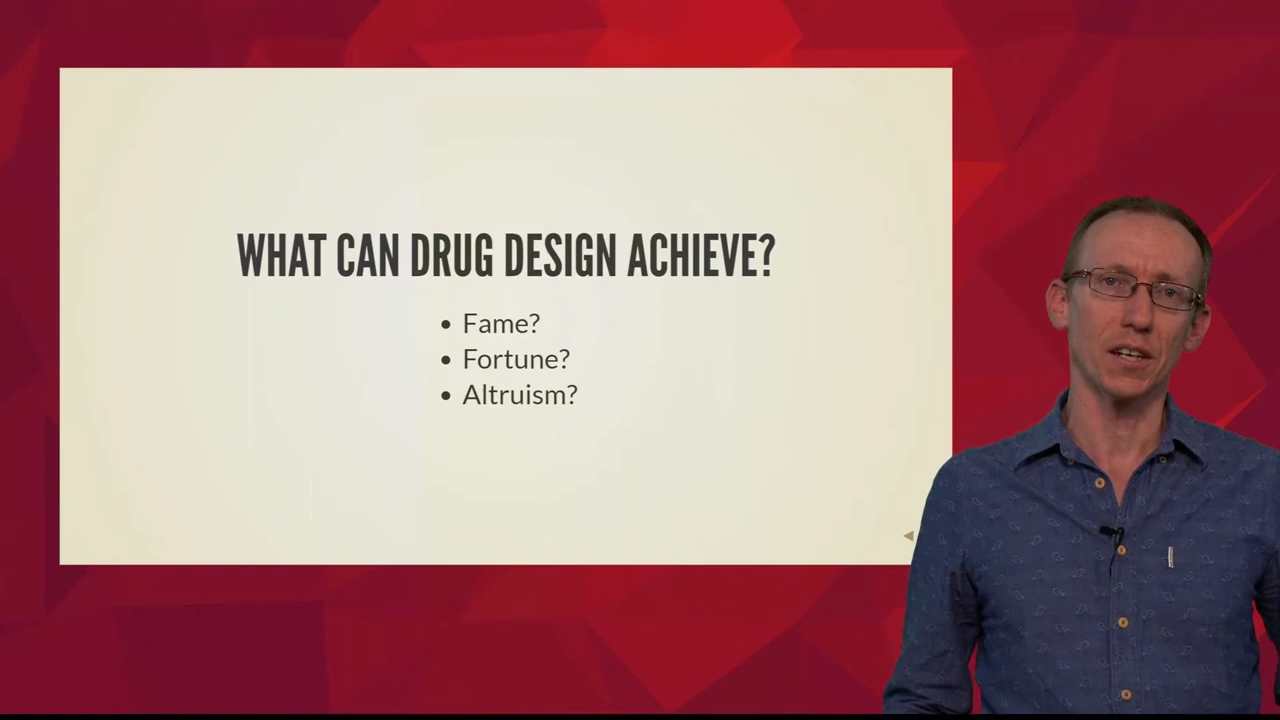 WHAT CAN DRUG DESIGN ACHIEVE?
• Fame?
• Fortune?
• Altruism?